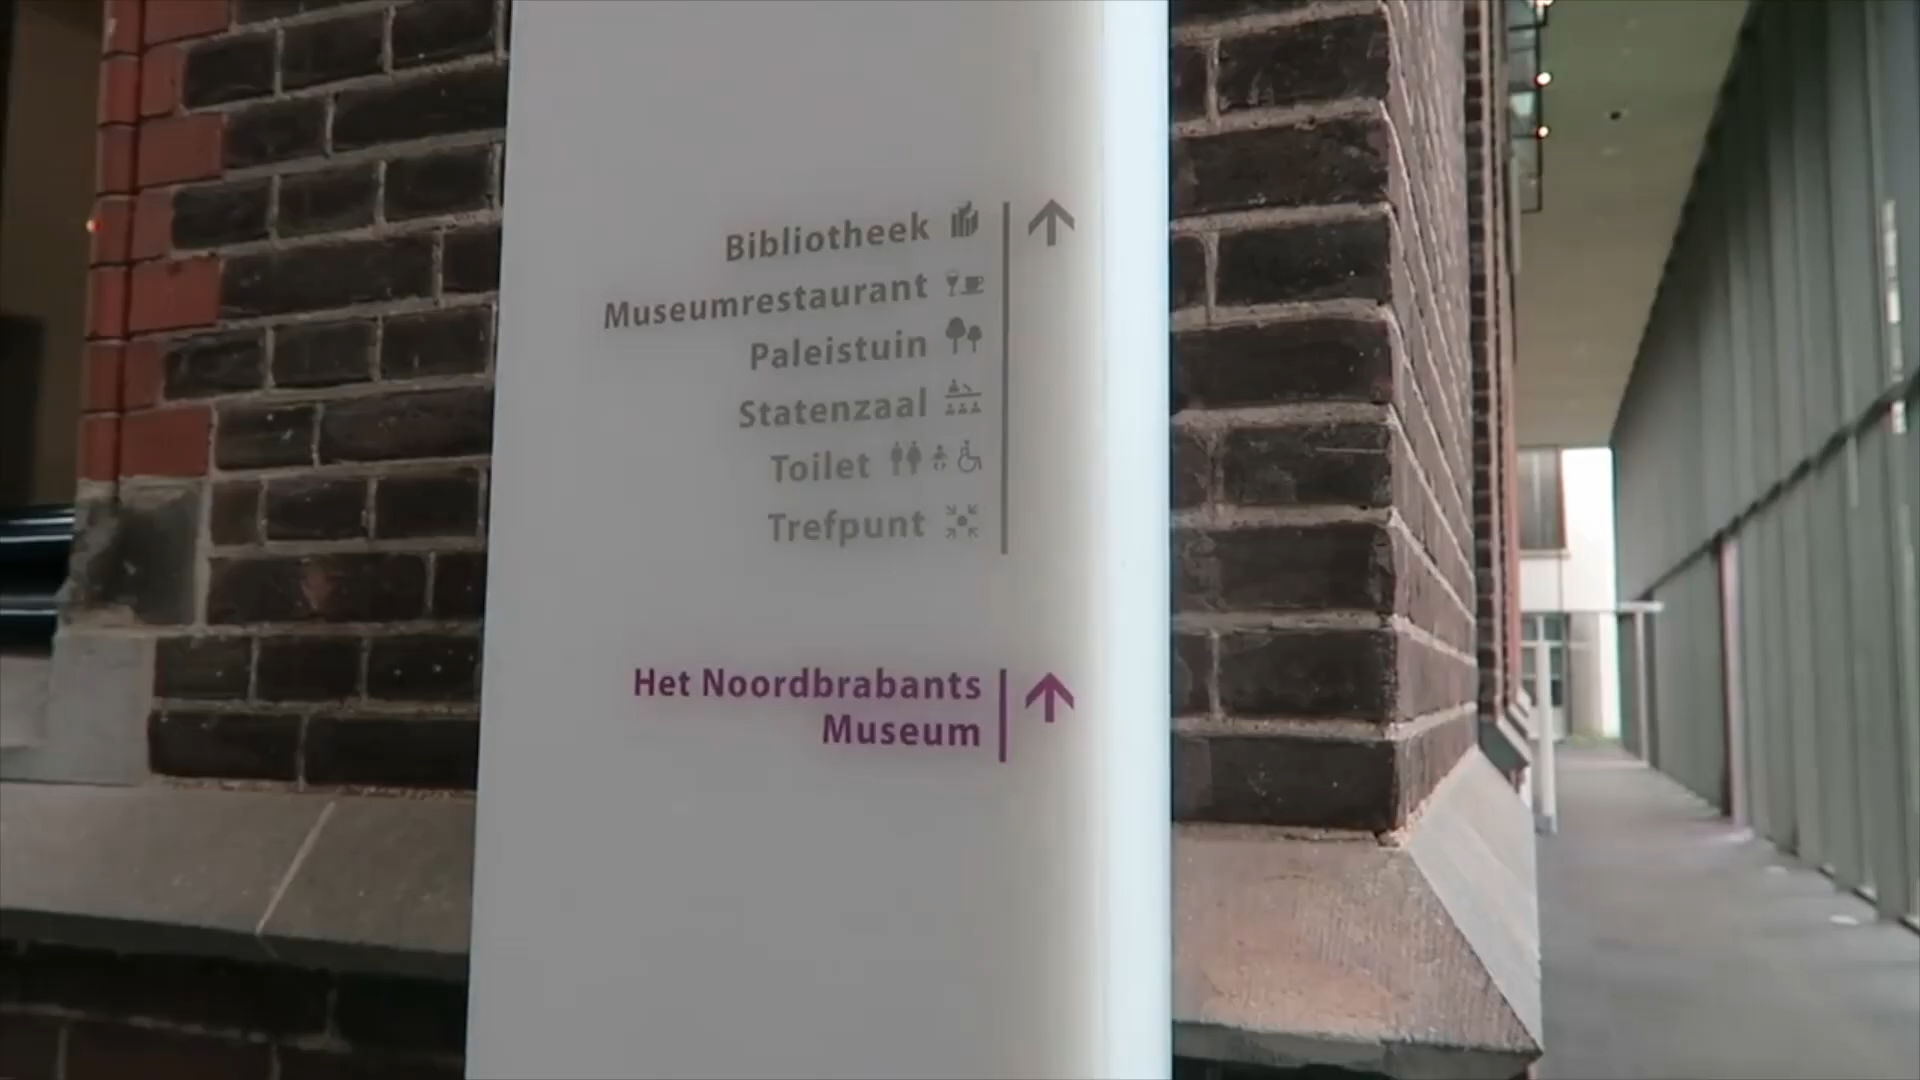 Bibliotheek
Museumrestaurant
Paleistuin
Statenzaal
Toilet
Trefpunt
Het Noordbrabants
Museum